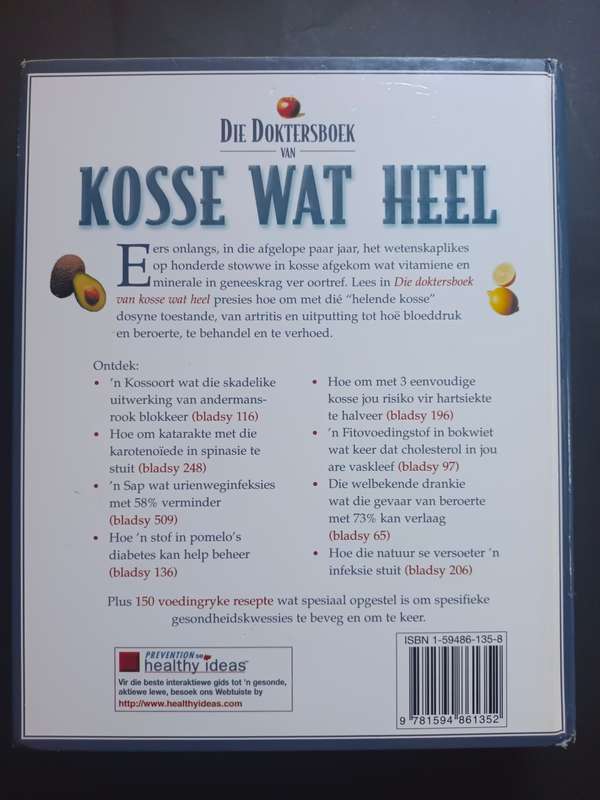 DIE DOKTERSBOEK
VAN
KOSSE WAT HEEL
Eers onlangs, in die afgelope paar jaar, het wetenskaplikes
op honderde stowwe in kosse afgekom wat vitamiene en
minerale in geneeskrag ver oortref. Lees in Die doktersboek
van kosse wat heel presies hoe om met dié “helende kosse”
dosyne toestande, van artritis en uitputting tot hoë bloeddruk
en beroerte, te behandel en te verhoed.
Ontdek:
• ’n Kossoort wat die skadelike
uitwerking van andermans-
rook blokkeer (bladsy 116)
• Hoe om katarakte met die
karotenoïede in spinasie te
stuit (bladsy 248)
• ’n Sap wat urienweginfeksies
met 58% verminder
(bladsy 509)
• Hoe ’n stof in pomelo’s
diabetes kan help beheer
(bladsy 136)
• Hoe om met 3 eenvoudige
kosse jou risiko vir hartsiekte
te halveer (bladsy 196)
• ’n Fitovoedingstof in bokwiet
wat keer dat cholesterol in jou
are vaskleef (bladsy 97)
• Die welbekende drankie
wat die gevaar van beroerte
met 73% kan verlaag
(bladsy 65)
• Hoe die natuur se versoeter ’n
infeksie stuit (bladsy 206)
Plus 150 voedingryke resepte wat spesiaal opgestel is om spesifieke
gesondheidskwessies te beveg en om te keer.
PREVENTION
healthy ideas™
Vir die beste interaktiewe gids tot ’n gesonde,
aktiewe lewe, besoek ons Webtuiste by
http://www.healthyideas.com
ISBN 1-59486-135-8
9 781594 861352